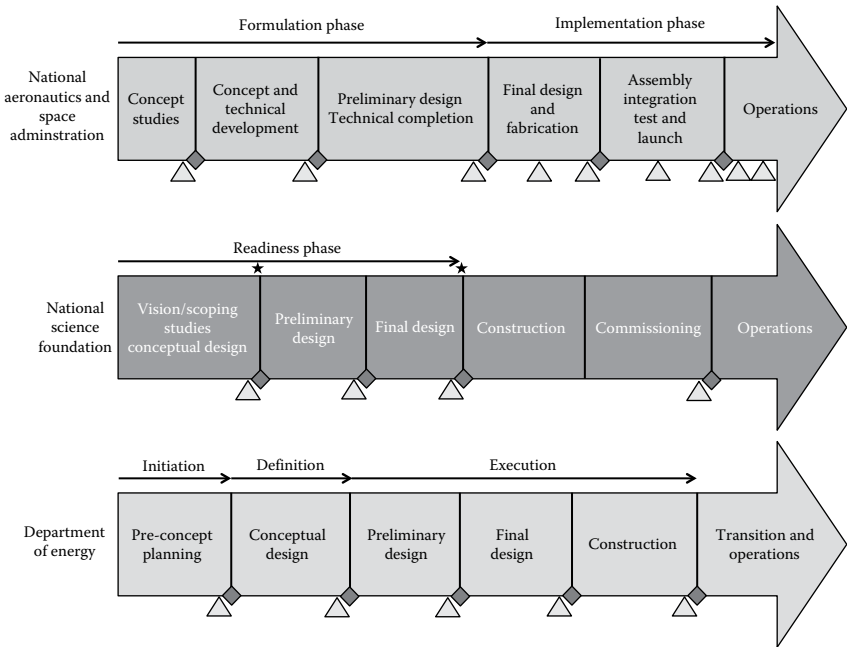 Formulation phase
Implementation phase
National
aeronautics and
space
adminstration
Concept
studies
Concept and
technical
development
Preliminary design
Technical completion
Final design
and
fabrication
Assembly
integration
test and
launch
Operations
Readiness phase
National
science
foundation
Vision/scoping
studies
conceptual design
Preliminary
design
Final design
Construction
Commissioning
Operations
Initiation
Definition
Execution
Department
of energy
Pre-concept
planning
Conceptual
design
Preliminary
design
Final
design
Construction
Transition and
operations